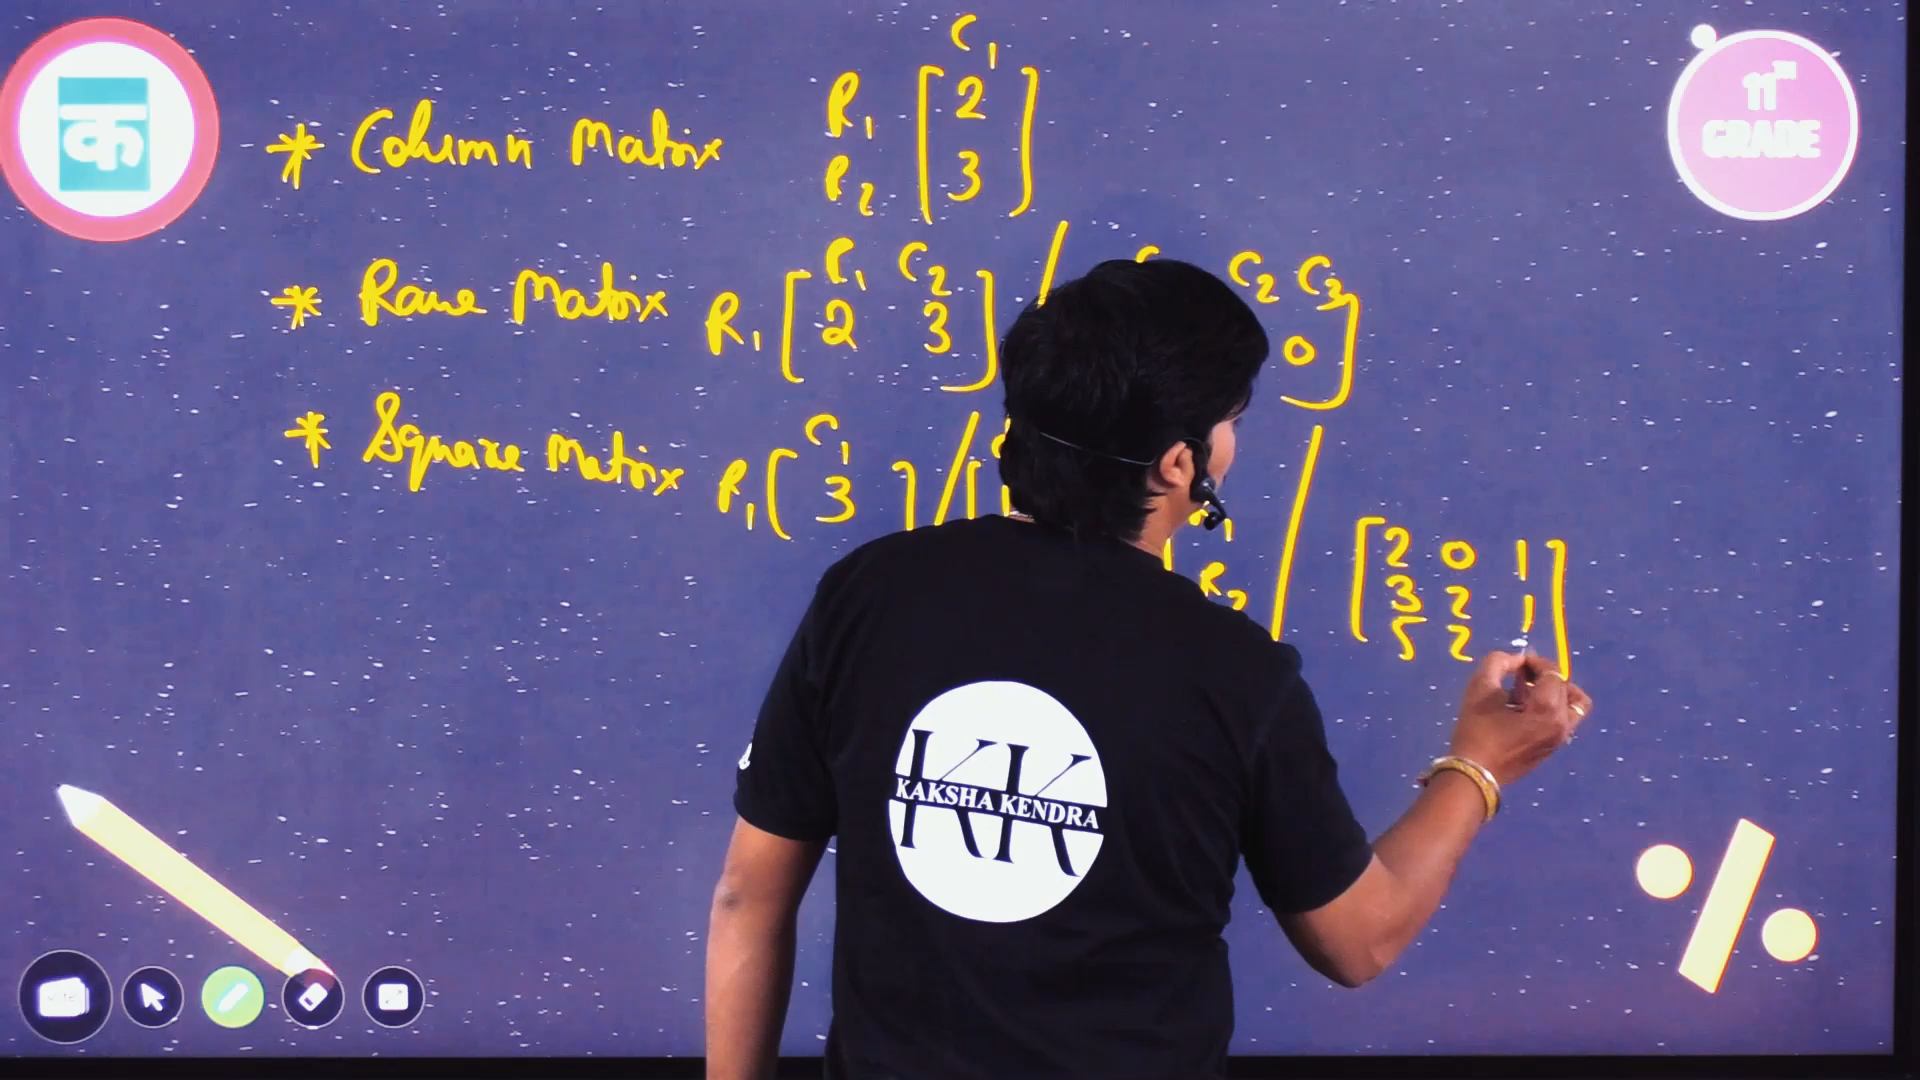 क
11TH
GRADE
C1
* Column Matrix R1 [ 2 ]
R2 [ 3 ]
C1 C2 / C2 C3
* Rowe Matrix R1 [ 2 3 ] 0 ]
C1
* Square Matrix R1 [ 3 ] / [ /
R2
[ 2 0 1 ]
3 2 1
5 2
KK
KAKSHA KENDRA